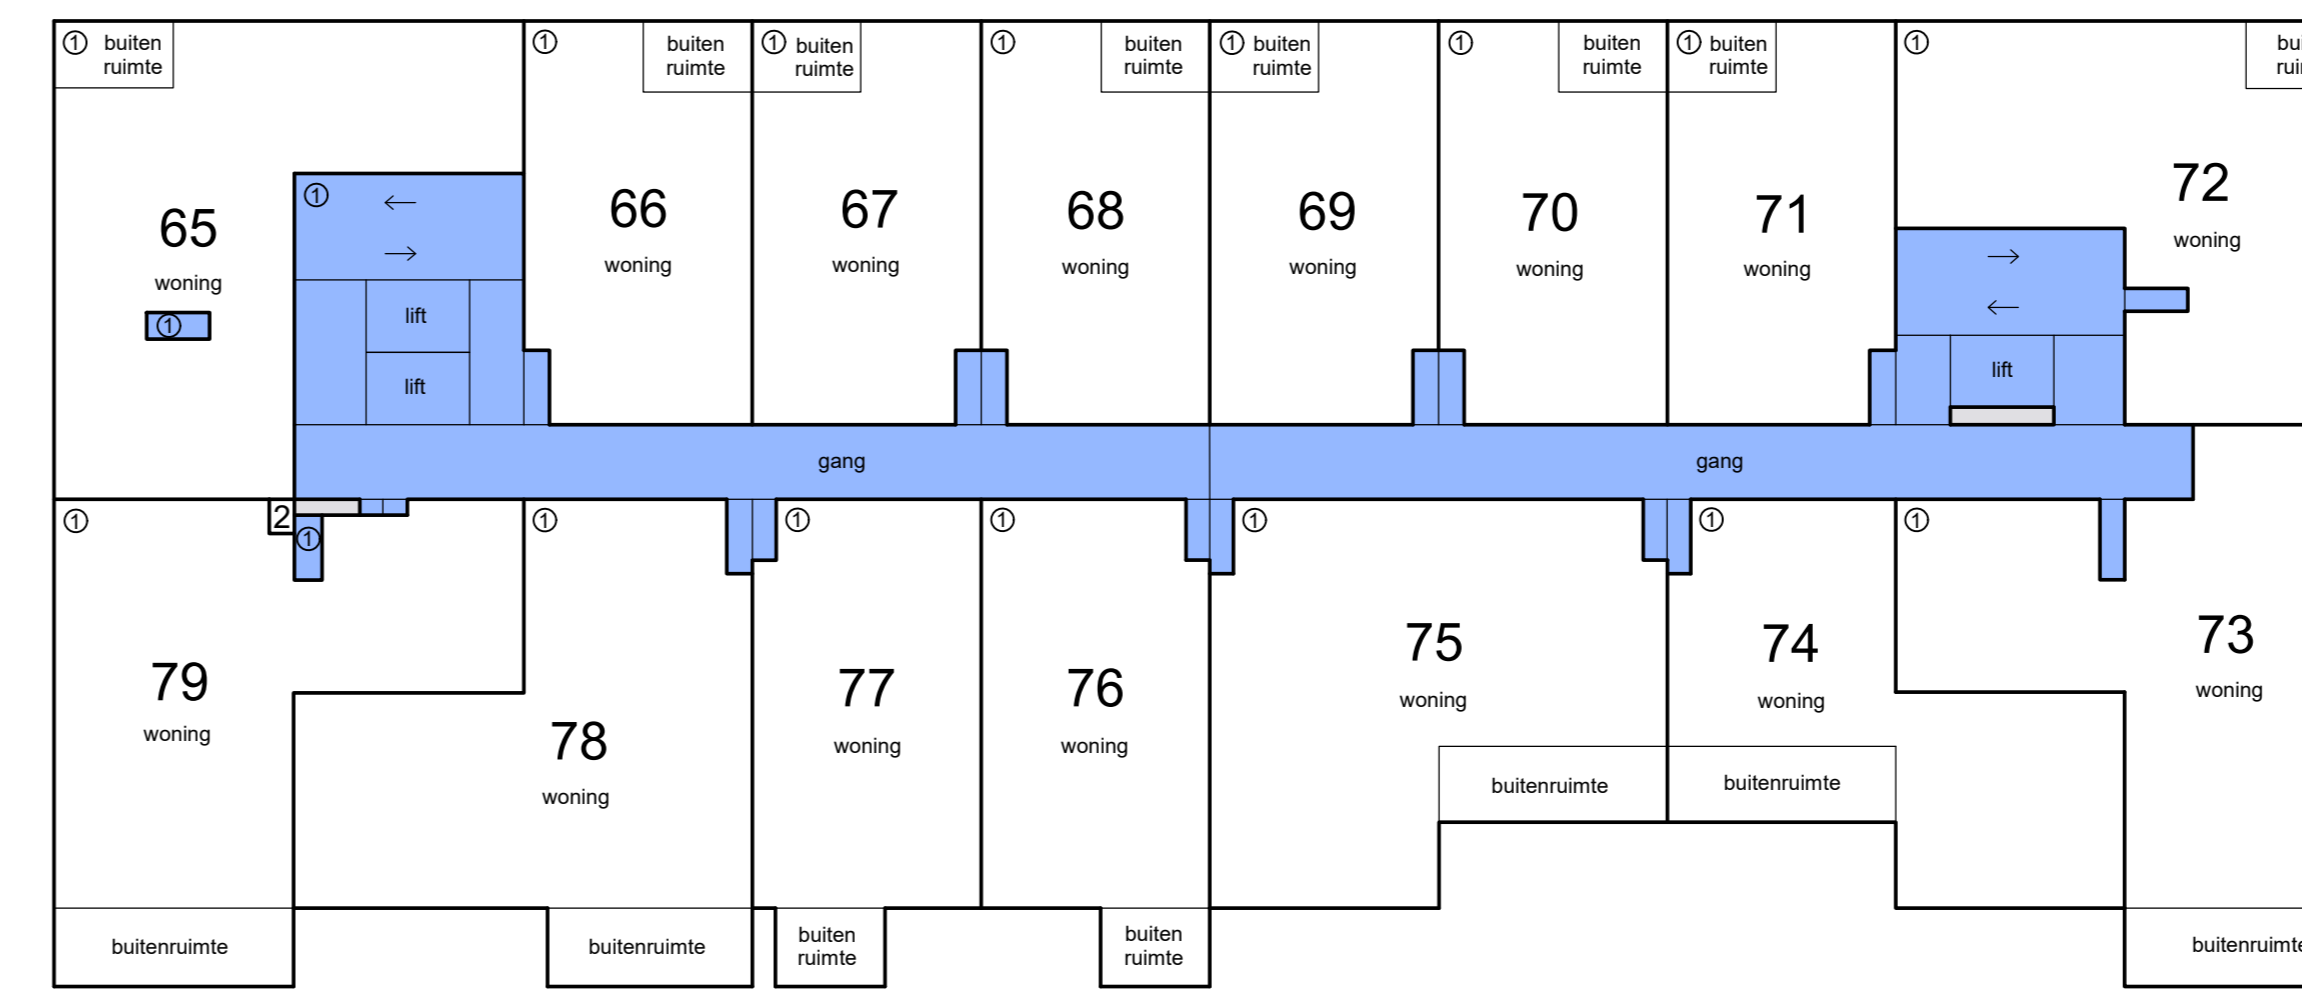 ① buiten
ruimte
①
buiten
ruimte
① buiten
ruimte
①
buiten
ruimte
① buiten
ruimte
①
buiten
ruimte
① buiten
ruimte
①
①
←
→
65
woning
①
lift
lift
66
woning
67
woning
68
woning
69
woning
70
woning
71
woning
72
woning
→
←
lift
gang
gang
①
2
①
①
①
①
①
①
①
79
woning
78
woning
77
woning
76
woning
75
woning
74
woning
73
woning
buitenruimte
buitenruimte
buitenruimte
buitenruimte
buiten
ruimte
buiten
ruimte
buitenruimte